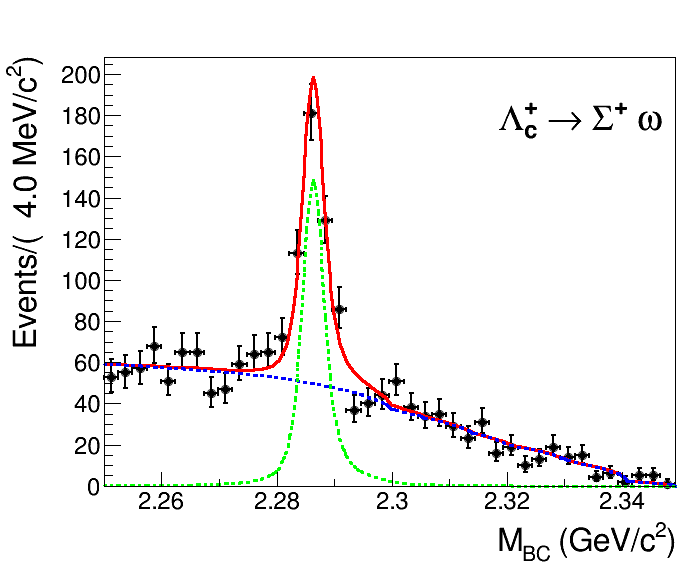 200
180
160
140
120
100
80
60
40
20
0
Events/( 4.0 MeV/c²)
Λc⁺ → Σ⁺ ω
2.26 2.28 2.3 2.32 2.34
M_BC (GeV/c²)